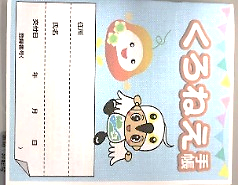 くろねえ
手帳
住所
氏名
交付日　年　月　日
登録番号（　　）